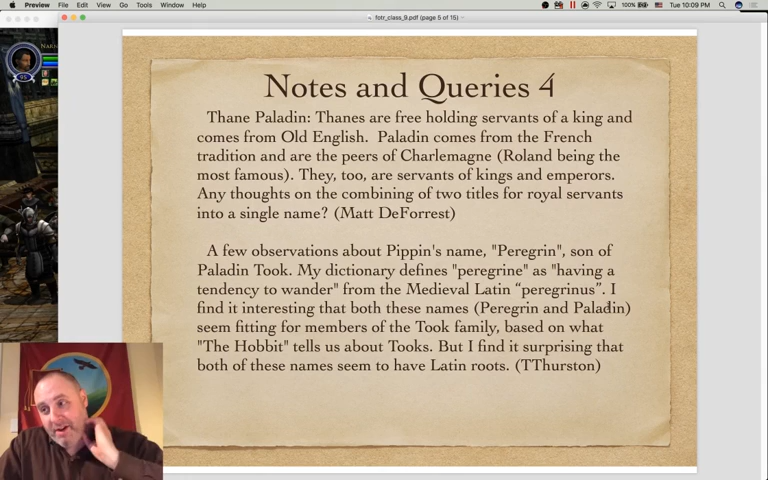 Preview File Edit View Go Tools Window Help
100% Tue 10:09 PM
fotr_class_9.pdf (page 5 of 15)
95
Notes and Queries 4
Thane Paladin: Thanes are free holding servants of a king and
comes from Old English. Paladin comes from the French
tradition and are the peers of Charlemagne (Roland being the
most famous). They, too, are servants of kings and emperors.
Any thoughts on the combining of two titles for royal servants
into a single name? (Matt DeForrest)
A few observations about Pippin's name, "Peregrin", son of
Paladin Took. My dictionary defines "peregrine" as "having a
tendency to wander" from the Medieval Latin “peregrinus”. I
find it interesting that both these names (Peregrin and Paladin)
seem fitting for members of the Took family, based on what
"The Hobbit" tells us about Tooks. But I find it surprising that
both of these names seem to have Latin roots. (TThurston)